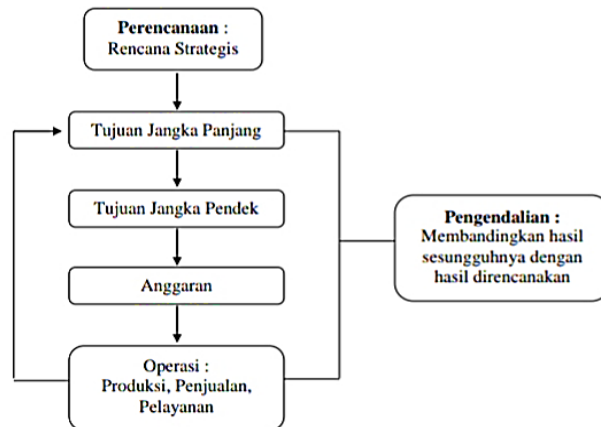 Perencanaan :
Rencana Strategis
Tujuan Jangka Panjang
Tujuan Jangka Pendek
Anggaran
Operasi :
Produksi, Penjualan,
Pelayanan
Pengendalian :
Membandingkan hasil
sesungguhnya dengan
hasil direncanakan